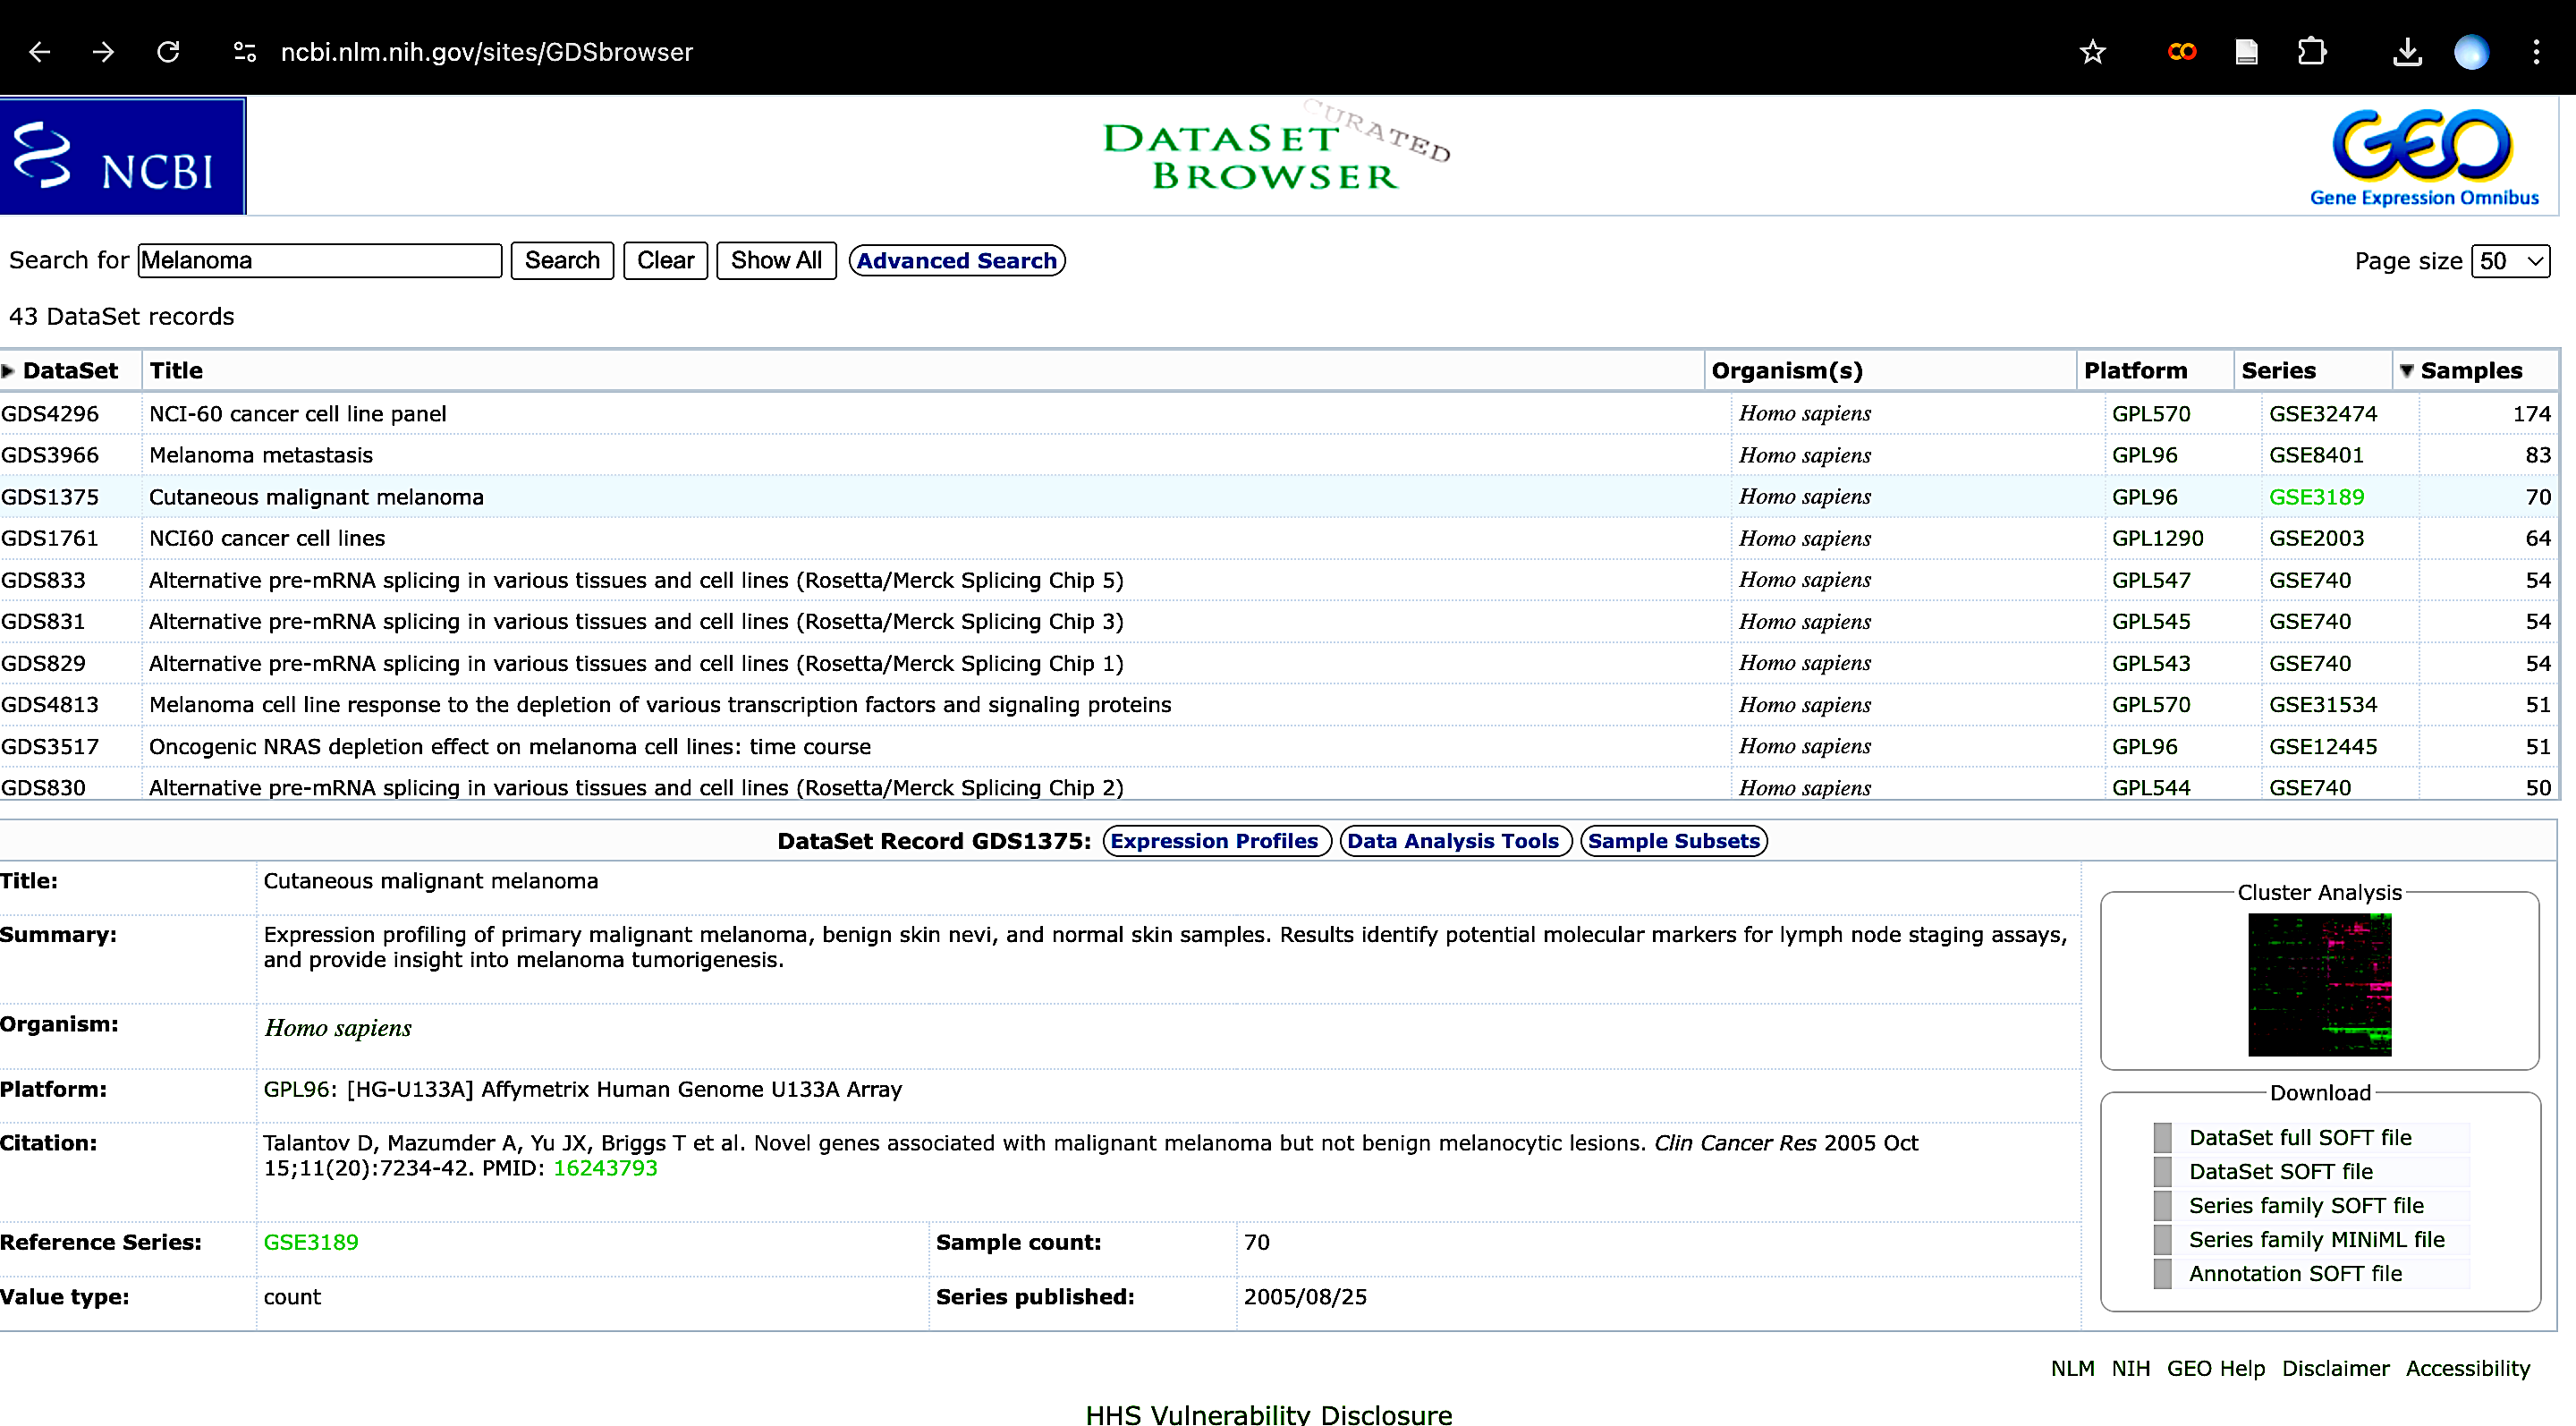 ncbi.nlm.nih.gov/sites/GDSbrowser
NCBI
DATASET BROWSER
CURATED
GEO
Gene Expression Omnibus
Search for Melanoma Search Clear Show All Advanced Search Page size 50
43 DataSet records
DataSet Title Organism(s) Platform Series Samples
GDS4296 NCI-60 cancer cell line panel Homo sapiens GPL570 GSE32474 174
GDS3966 Melanoma metastasis Homo sapiens GPL96 GSE8401 83
GDS1375 Cutaneous malignant melanoma Homo sapiens GPL96 GSE3189 70
GDS1761 NCI60 cancer cell lines Homo sapiens GPL1290 GSE2003 64
GDS833 Alternative pre-mRNA splicing in various tissues and cell lines (Rosetta/Merck Splicing Chip 5) Homo sapiens GPL547 GSE740 54
GDS831 Alternative pre-mRNA splicing in various tissues and cell lines (Rosetta/Merck Splicing Chip 3) Homo sapiens GPL545 GSE740 54
GDS829 Alternative pre-mRNA splicing in various tissues and cell lines (Rosetta/Merck Splicing Chip 1) Homo sapiens GPL543 GSE740 54
GDS4813 Melanoma cell line response to the depletion of various transcription factors and signaling proteins Homo sapiens GPL570 GSE31534 51
GDS3517 Oncogenic NRAS depletion effect on melanoma cell lines: time course Homo sapiens GPL96 GSE12445 51
GDS830 Alternative pre-mRNA splicing in various tissues and cell lines (Rosetta/Merck Splicing Chip 2) Homo sapiens GPL544 GSE740 50
DataSet Record GDS1375: Expression Profiles Data Analysis Tools Sample Subsets
Title: Cutaneous malignant melanoma
Summary: Expression profiling of primary malignant melanoma, benign skin nevi, and normal skin samples. Results identify potential molecular markers for lymph node staging assays,
and provide insight into melanoma tumorigenesis.
Organism: Homo sapiens
Platform: GPL96: [HG-U133A] Affymetrix Human Genome U133A Array
Citation: Talantov D, Mazumder A, Yu JX, Briggs T et al. Novel genes associated with malignant melanoma but not benign melanocytic lesions. Clin Cancer Res 2005 Oct
15;11(20):7234-42. PMID: 16243793
Reference Series: GSE3189 Sample count: 70
Value type: count Series published: 2005/08/25
Cluster Analysis
Download
DataSet full SOFT file
DataSet SOFT file
Series family SOFT file
Series family MINiML file
Annotation SOFT file
NLM NIH GEO Help Disclaimer Accessibility
HHS Vulnerability Disclosure